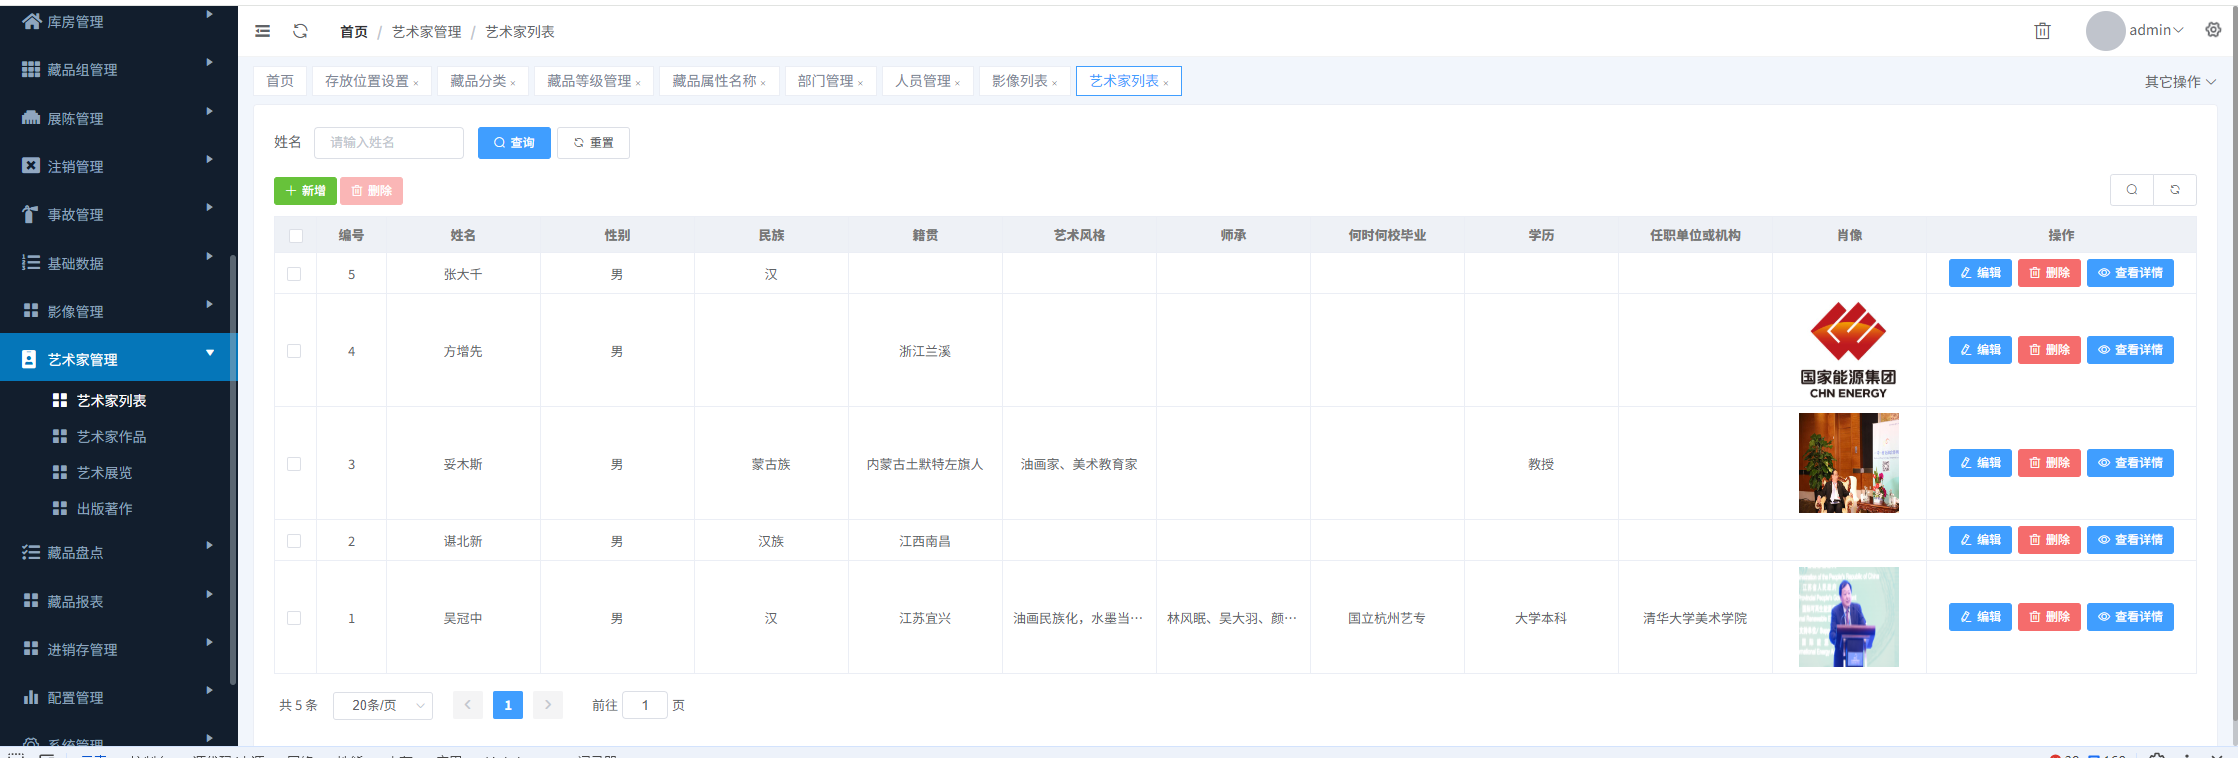 库房管理
藏品组管理
展陈管理
注销管理
事故管理
基础数据
影像管理
艺术家管理
艺术家列表
艺术家作品
艺术展览
出版著作
藏品盘点
藏品报表
进销存管理
配置管理
系统管理
首页 / 艺术家管理 / 艺术家列表
admin
首页 存放位置设置 × 藏品分类 × 藏品等级管理 × 藏品属性名称 × 部门管理 × 人员管理 × 影像列表 × 艺术家列表 × 其它操作
姓名 请输入姓名 查询 重置
新增 删除
编号 姓名 性别 民族 籍贯 艺术风格 师承 何时何校毕业 学历 任职单位或机构 肖像 操作
5 张大千 男 汉 编辑 删除 查看详情
4 方增先 男 浙江兰溪 编辑 删除 查看详情
国家能源集团
CHN ENERGY
3 妥木斯 男 蒙古族 内蒙古土默特左旗人 油画家、美术教育家 教授 编辑 删除 查看详情
2 谌北新 男 汉族 江西南昌 编辑 删除 查看详情
1 吴冠中 男 汉 江苏宜兴 油画民族化，水墨当… 林风眠、吴大羽、颜… 国立杭州艺专 大学本科 清华大学美术学院 编辑 删除 查看详情
共 5 条 20条/页 1 前往 1 页